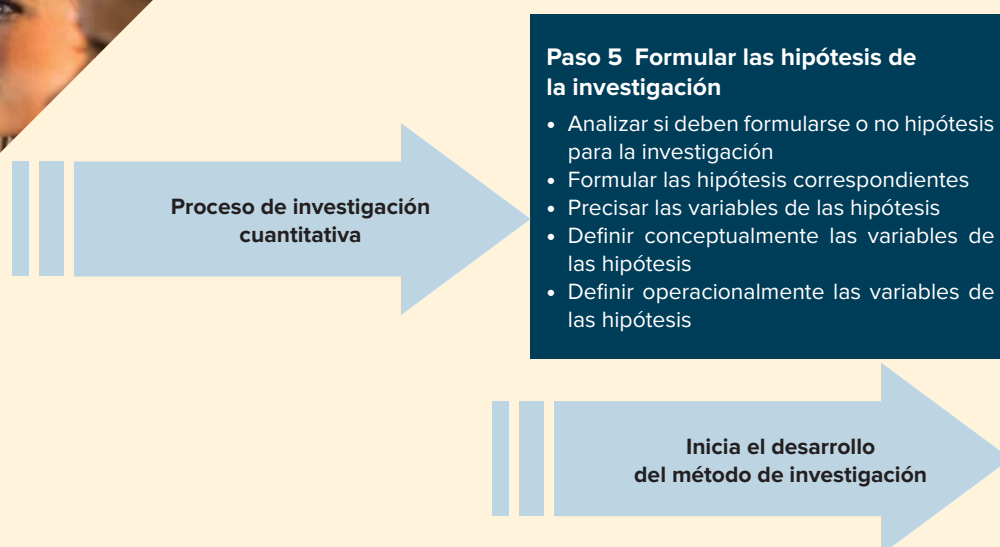 Paso 5 Formular las hipótesis de
la investigación
• Analizar si deben formularse o no hipótesis
para la investigación
• Formular las hipótesis correspondientes
• Precisar las variables de las hipótesis
• Definir conceptualmente las variables de
las hipótesis
• Definir operacionalmente las variables de
las hipótesis
Proceso de investigación
cuantitativa
Inicia el desarrollo
del método de investigación